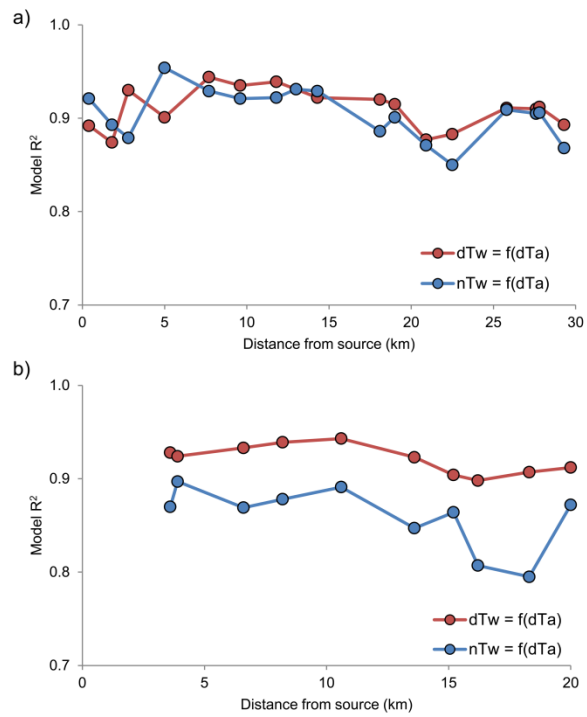 a)
1.0
0.9
0.8
0.7
Model R²
dTw = f(dTa)
nTw = f(dTa)
0 5 10 15 20 25 30
Distance from source (km)
b)
1.0
0.9
0.8
0.7
Model R²
dTw = f(dTa)
nTw = f(dTa)
0 5 10 15 20
Distance from source (km)